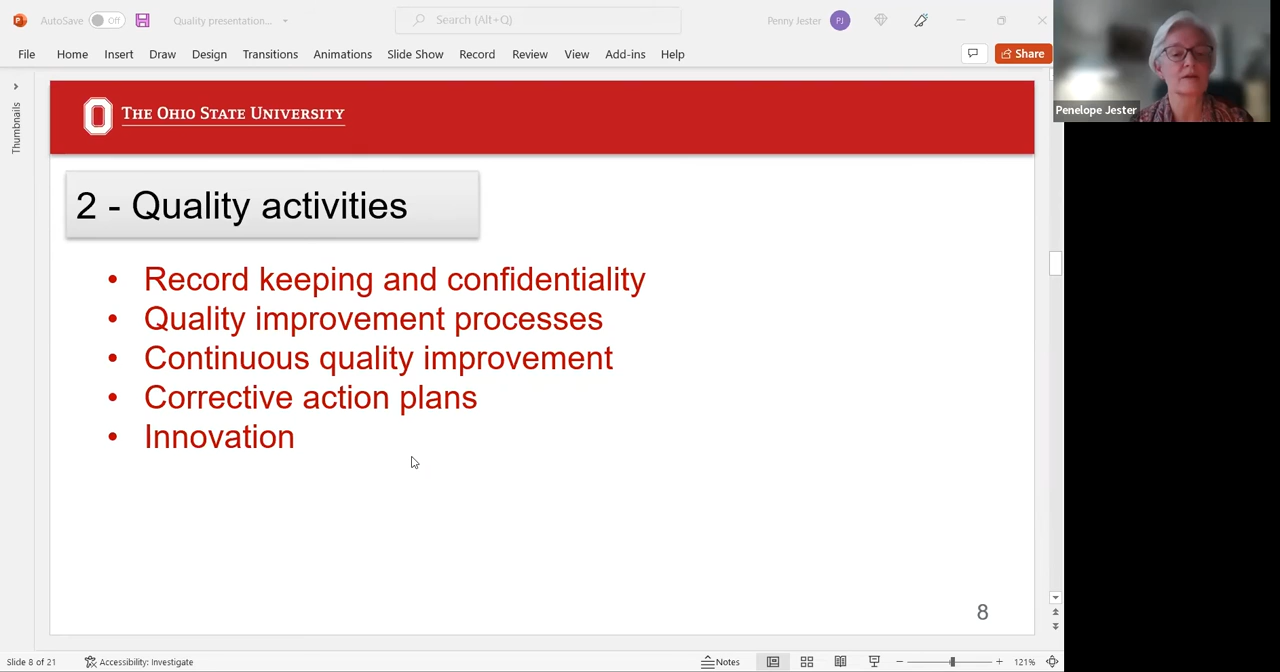 AutoSave Off Quality presentation... Search (Alt+Q) Penny Jester PJ
File Home Insert Draw Design Transitions Animations Slide Show Record Review View Add-ins Help Share
Thumbnails
THE OHIO STATE UNIVERSITY
Penelope Jester
2 - Quality activities
• Record keeping and confidentiality
• Quality improvement processes
• Continuous quality improvement
• Corrective action plans
• Innovation
8
Slide 8 of 21 Accessibility: Investigate Notes 121%